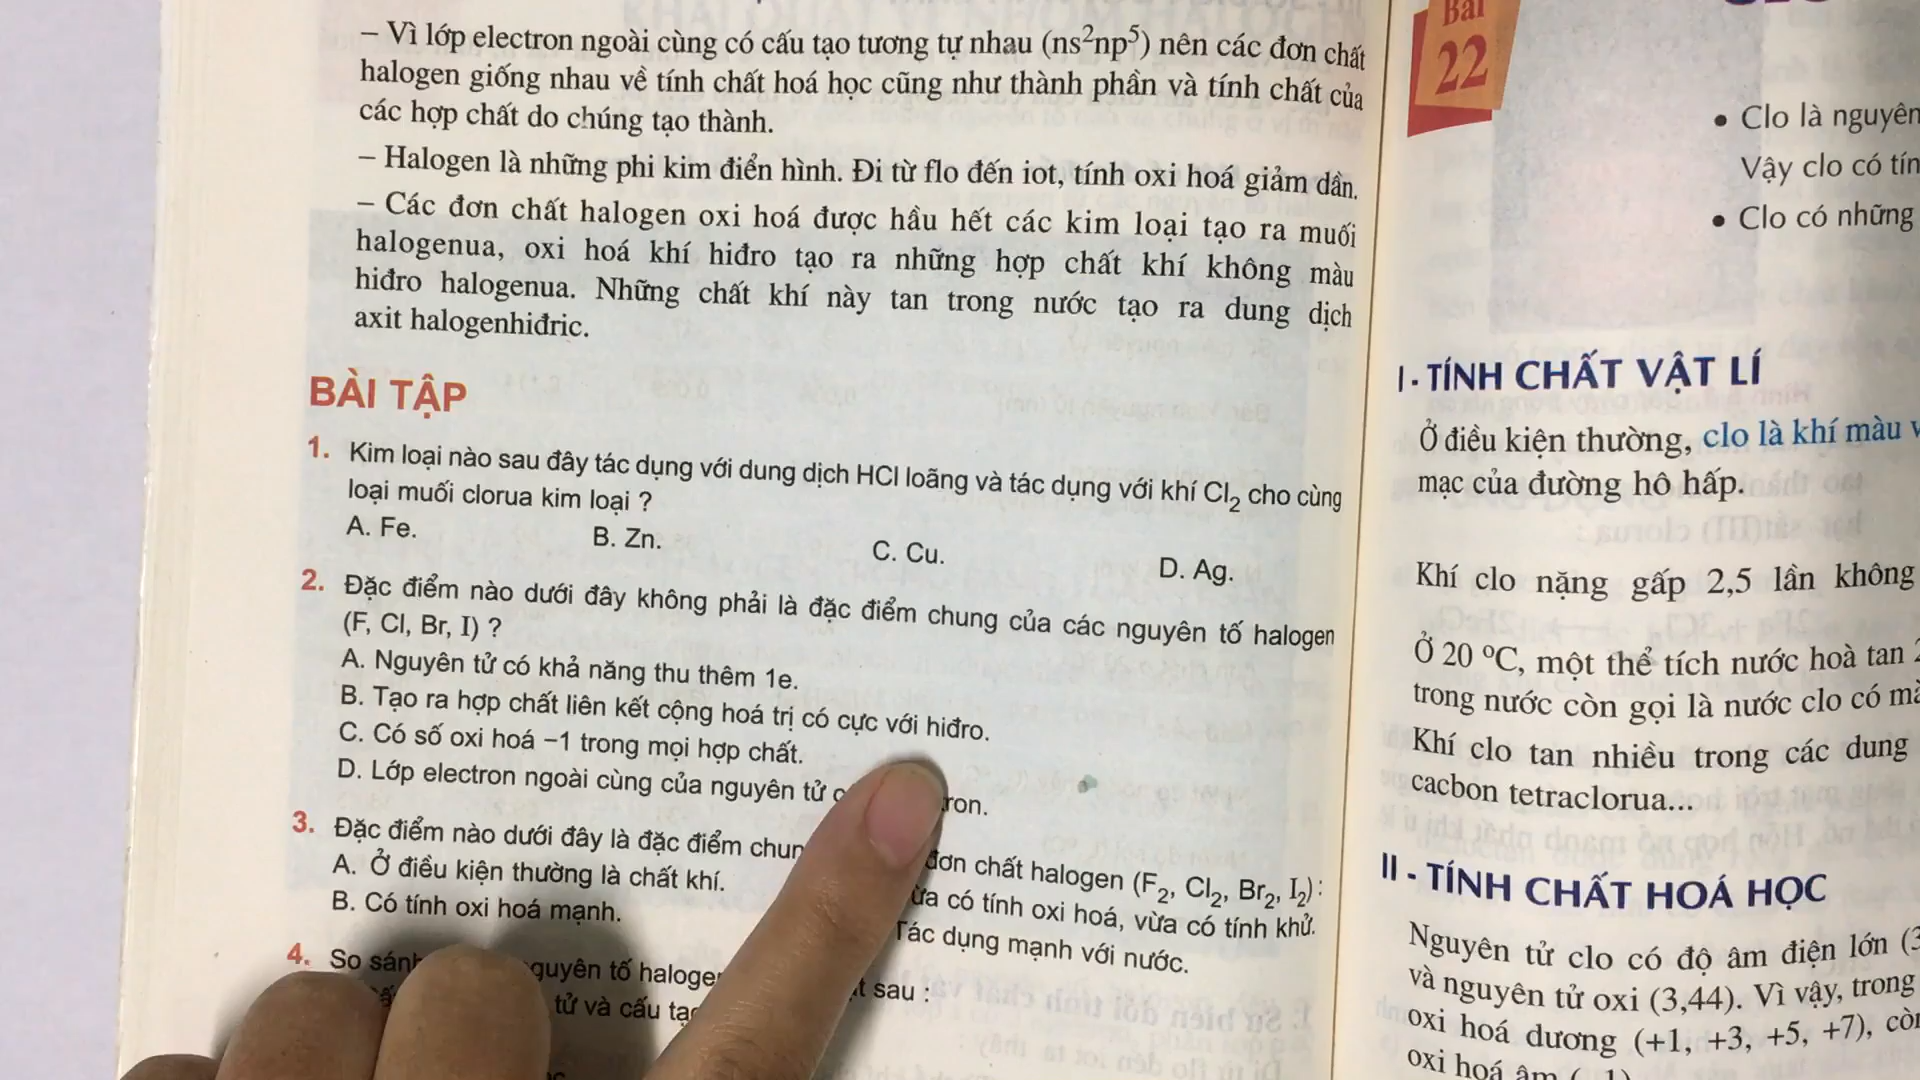 – Vì lớp electron ngoài cùng có cấu tạo tương tự nhau (ns²np⁵) nên các đơn chất
halogen giống nhau về tính chất hoá học cũng như thành phần và tính chất của
các hợp chất do chúng tạo thành.
– Halogen là những phi kim điển hình. Đi từ flo đến iot, tính oxi hoá giảm dần.
– Các đơn chất halogen oxi hoá được hầu hết các kim loại tạo ra muối
halogenua, oxi hoá khí hiđro tạo ra những hợp chất khí không màu
hiđro halogenua. Những chất khí này tan trong nước tạo ra dung dịch
axit halogenhiđric.
BÀI TẬP
1. Kim loại nào sau đây tác dụng với dung dịch HCl loãng và tác dụng với khí Cl₂ cho cùng
loại muối clorua kim loại ?
A. Fe. B. Zn. C. Cu. D. Ag.
2. Đặc điểm nào dưới đây không phải là đặc điểm chung của các nguyên tố halogen
(F, Cl, Br, I) ?
A. Nguyên tử có khả năng thu thêm 1e.
B. Tạo ra hợp chất liên kết cộng hoá trị có cực với hiđro.
C. Có số oxi hoá –1 trong mọi hợp chất.
D. Lớp electron ngoài cùng của nguyên tử
3. Đặc điểm nào dưới đây là đặc điểm đơn chất halogen (F₂, Cl₂, Br₂, I₂) :
A. Ở điều kiện thường là chất khí. có tính oxi hoá, vừa có tính khử.
B. Có tính oxi hoá mạnh. Tác dụng mạnh với nước.
4. So sánh nguyên tố sau :
tử và cấu
Bài
22
• Clo là nguyên
Vậy clo có
• Clo có những
I - TÍNH CHẤT VẬT LÍ
Ở điều kiện thường, clo là khí màu
mạc của đường hô hấp.
Khí clo nặng gấp 2,5 lần không
Ở 20 ºC, một thể tích nước hoà tan
trong nước còn gọi là nước clo có
Khí clo tan nhiều trong các dung
cacbon tetraclorua...
II - TÍNH CHẤT HOÁ HỌC
Nguyên tử clo có độ âm điện lớn
và nguyên tử oxi (3,44). Vì vậy, trong
oxi hoá dương (+1, +3, +5, +7),
oxi hoá âm